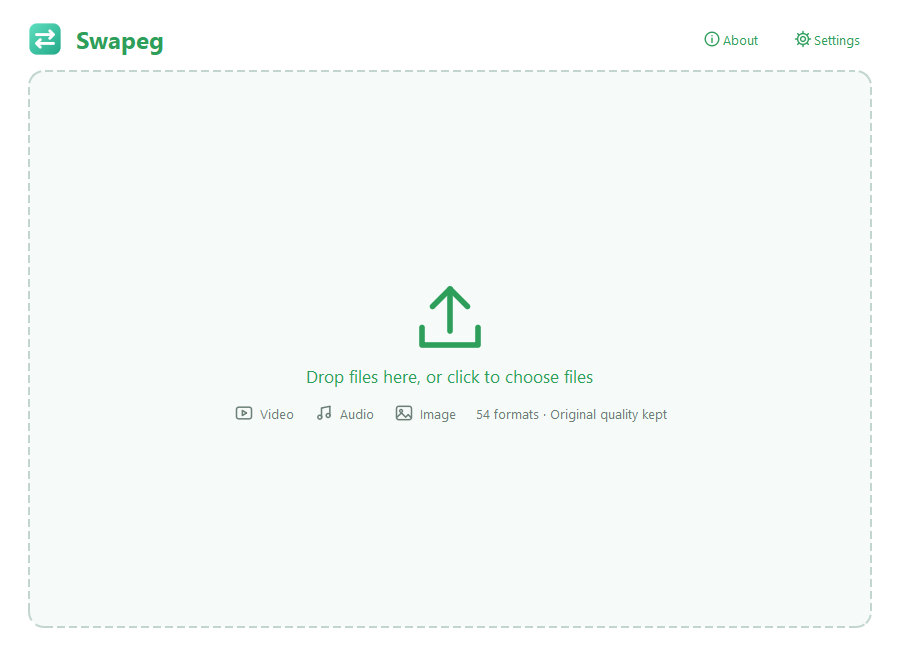 Swapeg
About
Settings
Drop files here, or click to choose files
Video Audio Image 54 formats · Original quality kept